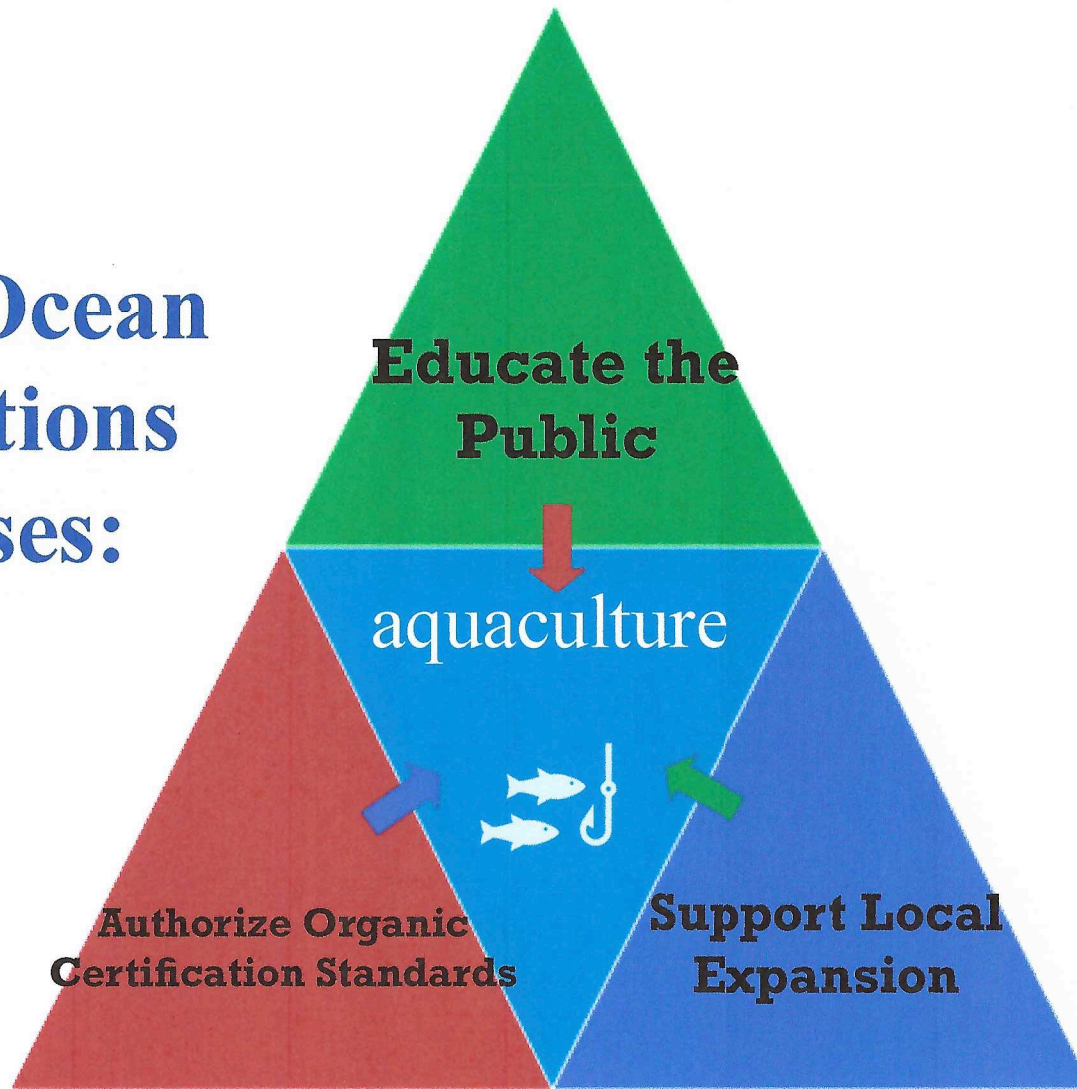 Ocean
tions
ses:
Educate the
Public
aquaculture
Authorize Organic
Certification Standards
Support Local
Expansion